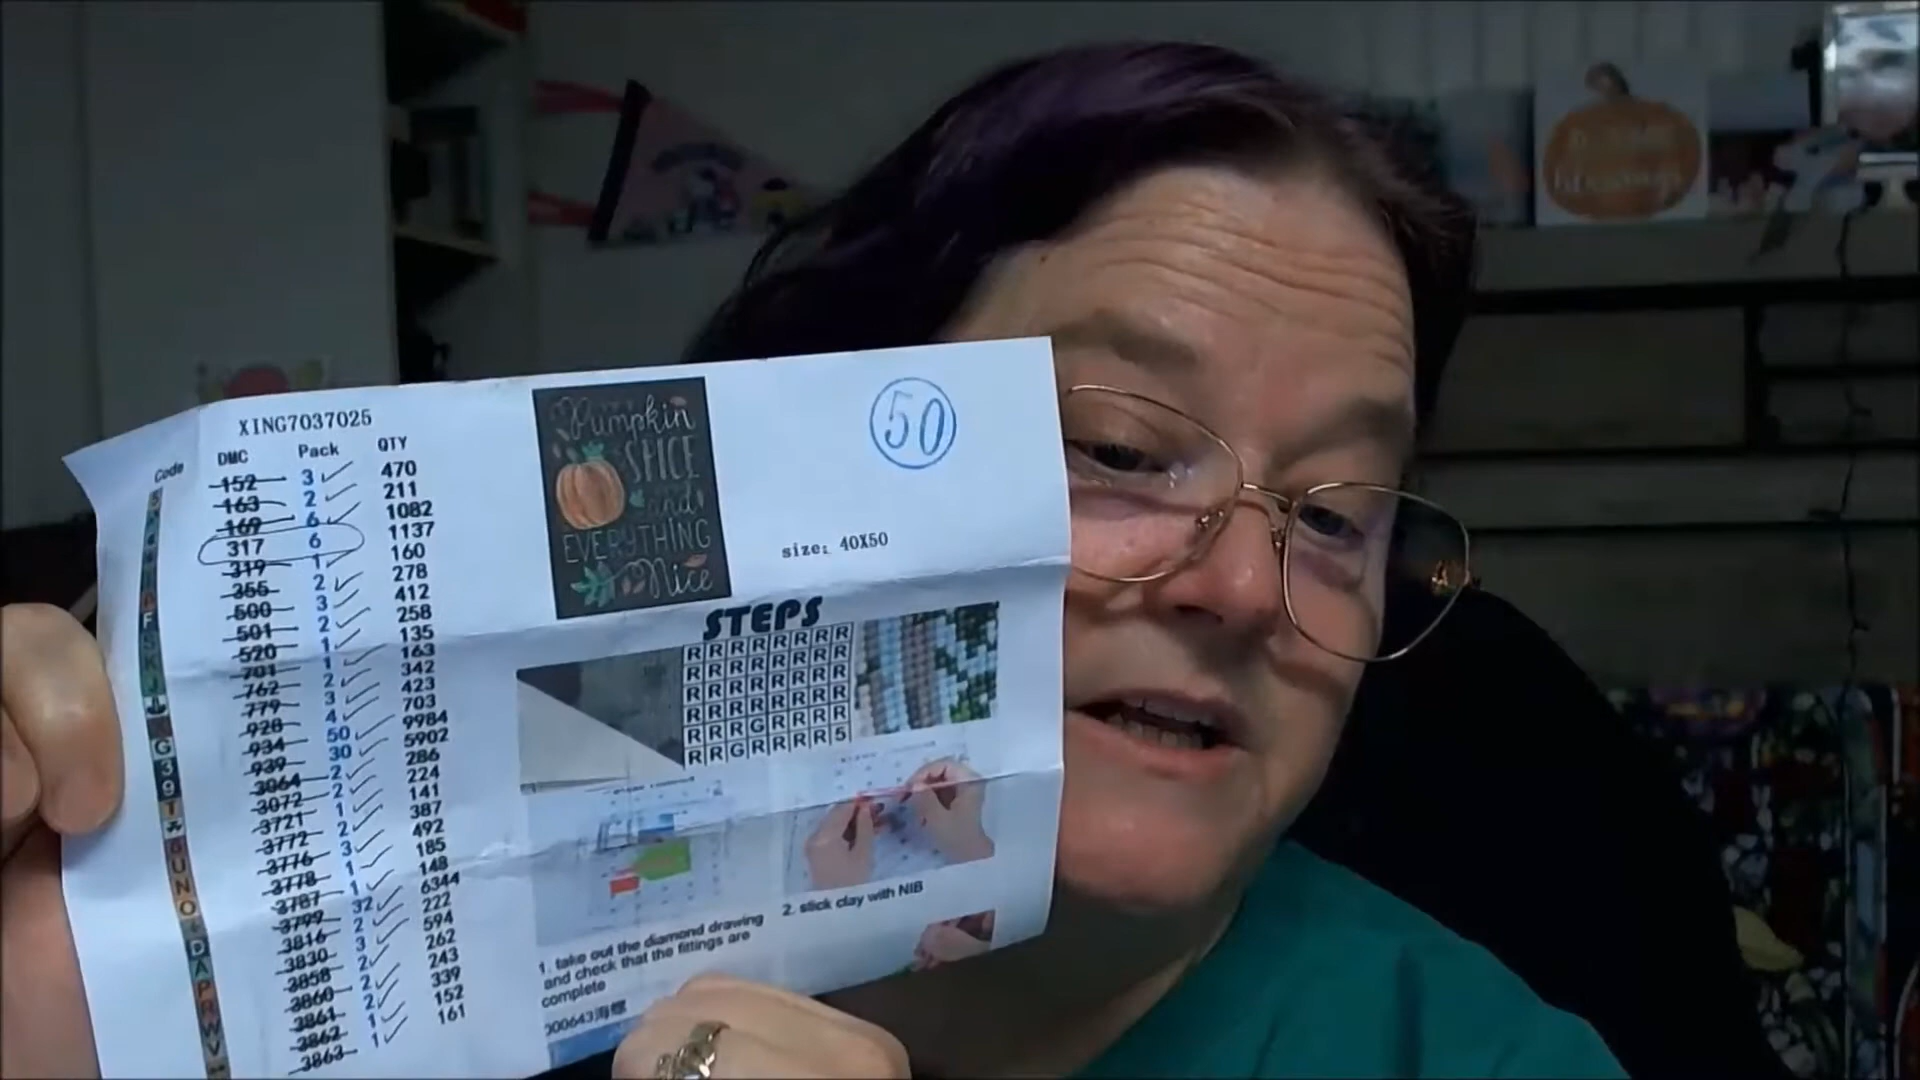 XING7037025
Code DMC Pack QTY
152 3 ✓ 470
163 2 ✓ 211
169 6 ✓ 1082
317 6 1137
319 1 ✓ 160
355 2 ✓ 278
500 3 ✓ 412
501 2 ✓ 258
520 1 ✓ 135
701 1 ✓ 163
762 2 ✓ 342
779 3 ✓ 423
928 4 ✓ 703
934 50 ✓ 9984
939 30 ✓ 5902
3064 2 ✓ 286
3072 2 ✓ 224
3721 1 ✓ 141
3772 2 ✓ 387
3776 3 ✓ 492
3778 1 ✓ 185
3787 1 ✓ 148
3799 32 ✓ 6344
3816 2 ✓ 222
3830 3 ✓ 594
3858 2 ✓ 262
3860 2 ✓ 243
3861 2 ✓ 339
3862 1 ✓ 152
3863 1 ✓ 161
Pumpkin
SPICE
and
EVERYTHING
Nice
50
size: 40X50
STEPS
RRRRRRRR
RRRRRRRR
RRRRRRRR
RRRRRRRR
RRRGRRRR
RRGRRRR5
1. take out the diamond drawing
and check that the fittings are
complete
2. stick clay with NIB